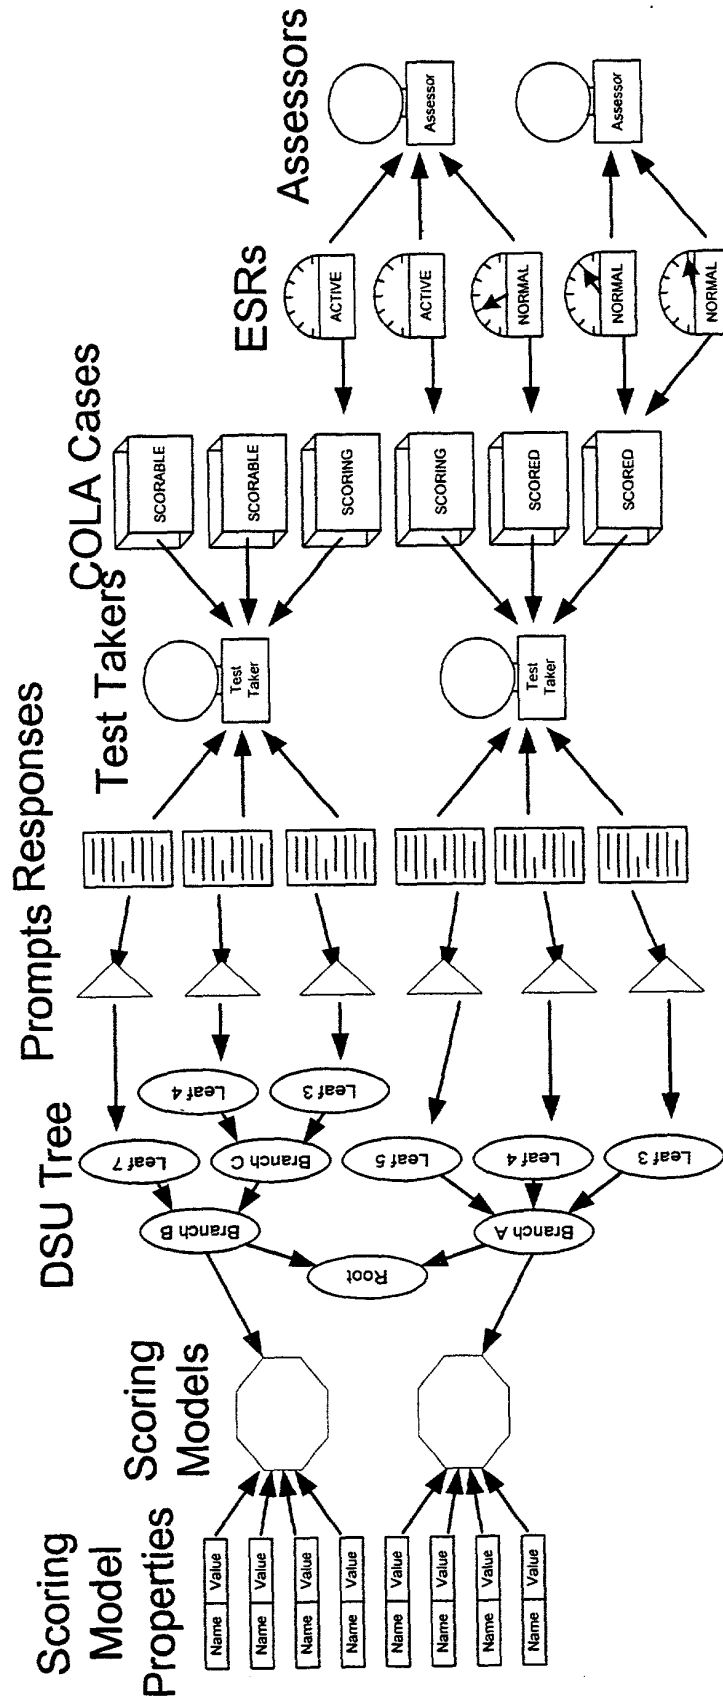 Scoring
Model
Properties
Scoring
Models
DSU Tree
Prompts
Responses
Test Takers
COLA Cases
ESRs
Assessors
Name Value
Name Value
Name Value
Name Value
Name Value
Name Value
Name Value
Name Value
Root
Branch B
Branch A
Leaf 7
Branch C
Leaf 4
Leaf 3
Leaf 5
Leaf 4
Leaf 3
Test
Taker
Test
Taker
SCORABLE
SCORABLE
SCORING
SCORING
SCORED
SCORED
ACTIVE
ACTIVE
NORMAL
NORMAL
NORMAL
Assessor
Assessor